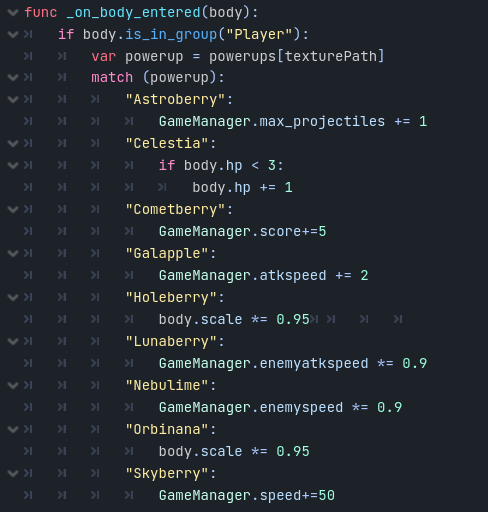 func _on_body_entered(body):
if body.is_in_group("Player"):
var powerup = powerups[texturePath]
match (powerup):
"Astroberry":
GameManager.max_projectiles += 1
"Celestia":
if body.hp < 3:
body.hp += 1
"Cometberry":
GameManager.score+=5
"Galapple":
GameManager.atkspeed += 2
"Holeberry":
body.scale *= 0.95
"Lunaberry":
GameManager.enemyatkspeed *= 0.9
"Nebulime":
GameManager.enemyspeed *= 0.9
"Orbinana":
body.scale *= 0.95
"Skyberry":
GameManager.speed+=50